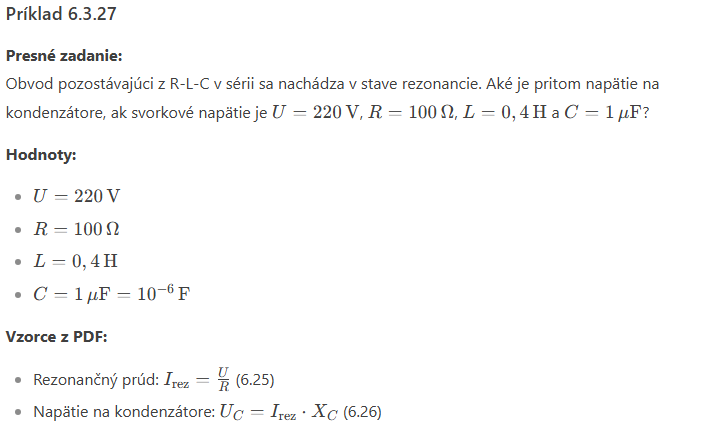 Príklad 6.3.27
Presné zadanie:
Obvod pozostávajúci z R-L-C v sérii sa nachádza v stave rezonancie. Aké je pritom napätie na
kondenzátore, ak svorkové napätie je U = 220 V, R = 100 Ω, L = 0,4 H a C = 1 μF?
Hodnoty:
• U = 220 V
• R = 100 Ω
• L = 0,4 H
• C = 1 μF = 10⁻⁶ F
Vzorce z PDF:
• Rezonančný prúd: I_rez = U/R (6.25)
• Napätie na kondenzátore: U_C = I_rez · X_C (6.26)